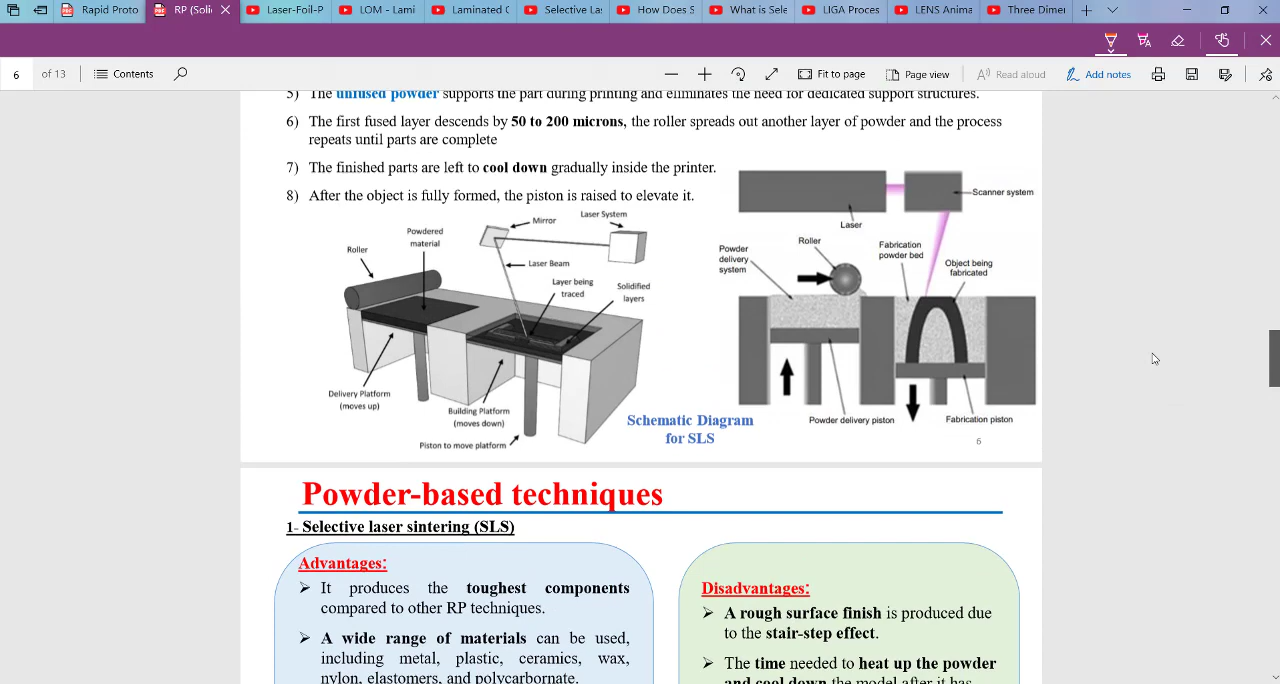 Rapid Proto
RP (Soli
Laser-Foil-P
LOM - Lami
Laminated C
Selective La
How Does S
What is Sele
LIGA Proces
LENS Anima
Three Dimer
6 of 13
Contents
Fit to page
Page view
Read aloud
Add notes
5) The unfused powder supports the part during printing and eliminates the need for dedicated support structures.
6) The first fused layer descends by 50 to 200 microns, the roller spreads out another layer of powder and the process
repeats until parts are complete
7) The finished parts are left to cool down gradually inside the printer.
8) After the object is fully formed, the piston is raised to elevate it.
Roller
Powdered
material
Mirror
Laser System
Laser Beam
Layer being
traced
Solidified
layers
Delivery Platform
(moves up)
Building Platform
(moves down)
Piston to move platform
Schematic Diagram
for SLS
Scanner system
Laser
Powder
delivery
system
Roller
Fabrication
powder bed
Object being
fabricated
Powder delivery piston
Fabrication piston
6
Powder-based techniques
1- Selective laser sintering (SLS)
Advantages:
➢ It produces the toughest components
compared to other RP techniques.
➢ A wide range of materials can be used,
including metal, plastic, ceramics, wax,
nylon, elastomers, and polycarbornate.
Disadvantages:
➢ A rough surface finish is produced due
to the stair-step effect.
➢ The time needed to heat up the powder
and cool down the model after it has